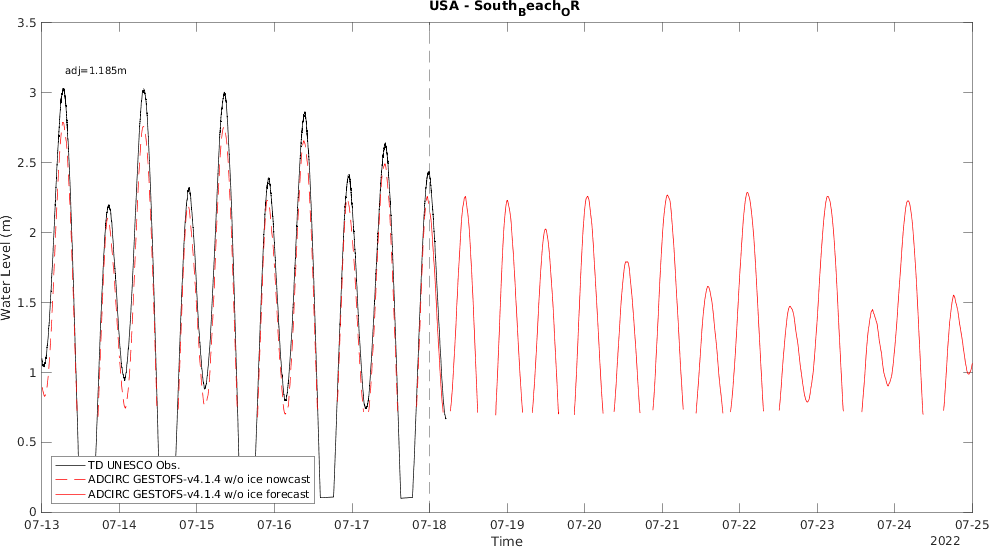 USA - SouthBeachOR
adj=1.185m
Water Level (m)
3.5
3
2.5
2
1.5
1
0.5
0
TD UNESCO Obs.
ADCIRC GESTOFS-v4.1.4 w/o ice nowcast
ADCIRC GESTOFS-v4.1.4 w/o ice forecast
07-13 07-14 07-15 07-16 07-17 07-18 07-19 07-20 07-21 07-22 07-23 07-24 07-25
Time
2022